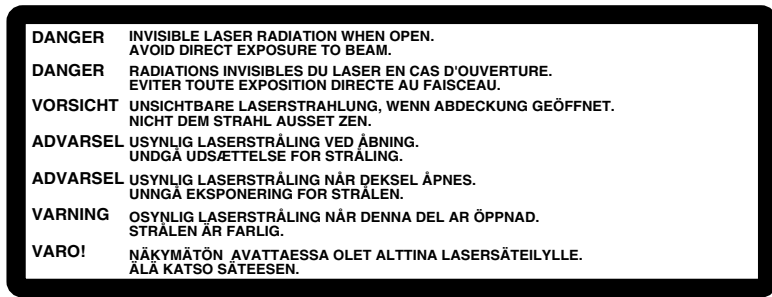 DANGER INVISIBLE LASER RADIATION WHEN OPEN.
AVOID DIRECT EXPOSURE TO BEAM.
DANGER RADIATIONS INVISIBLES DU LASER EN CAS D'OUVERTURE.
EVITER TOUTE EXPOSITION DIRECTE AU FAISCEAU.
VORSICHT UNSICHTBARE LASERSTRAHLUNG, WENN ABDECKUNG GEÖFFNET.
NICHT DEM STRAHL AUSSET ZEN.
ADVARSEL USYNLIG LASERSTRÅLING VED ÅBNING.
UNDGÅ UDSÆTTELSE FOR STRÅLING.
ADVARSEL USYNLIG LASERSTRÅLING NÅR DEKSEL ÅPNES.
UNNGÅ EKSPONERING FOR STRÅLEN.
VARNING OSYNLIG LASERSTRÅLING NÅR DENNA DEL AR ÖPPNAD.
STRÅLEN ÄR FARLIG.
VARO! NÄKYMÄTÖN AVATTAESSA OLET ALTTINA LASERSÄTEILYLLE.
ÄLÄ KATSO SÄTEESEN.